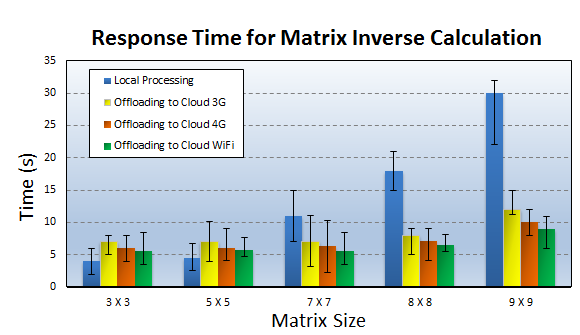 Response Time for Matrix Inverse Calculation
35
30
25
20
15
10
5
0
Time (s)
Local Processing
Offloading to Cloud 3G
Offloading to Cloud 4G
Offloading to Cloud WiFi
3 X 3 5 X 5 7 X 7 8 X 8 9 X 9
Matrix Size